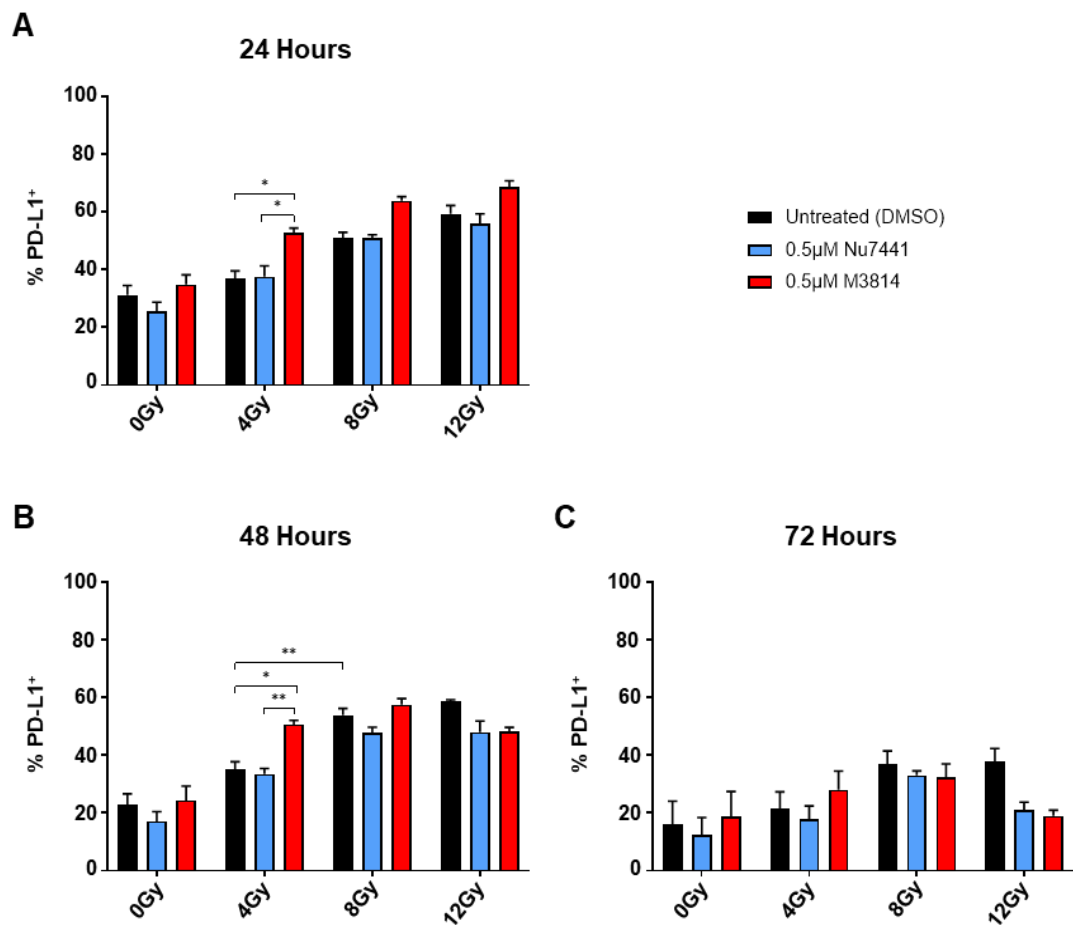 A
24 Hours
% PD-L1+
100
80
60
40
20
0
*
*
0Gy
4Gy
8Gy
12Gy
Untreated (DMSO)
0.5µM Nu7441
0.5µM M3814
B
48 Hours
% PD-L1+
100
80
60
40
20
0
**
*
**
0Gy
4Gy
8Gy
12Gy
C
72 Hours
% PD-L1+
100
80
60
40
20
0
0Gy
4Gy
8Gy
12Gy